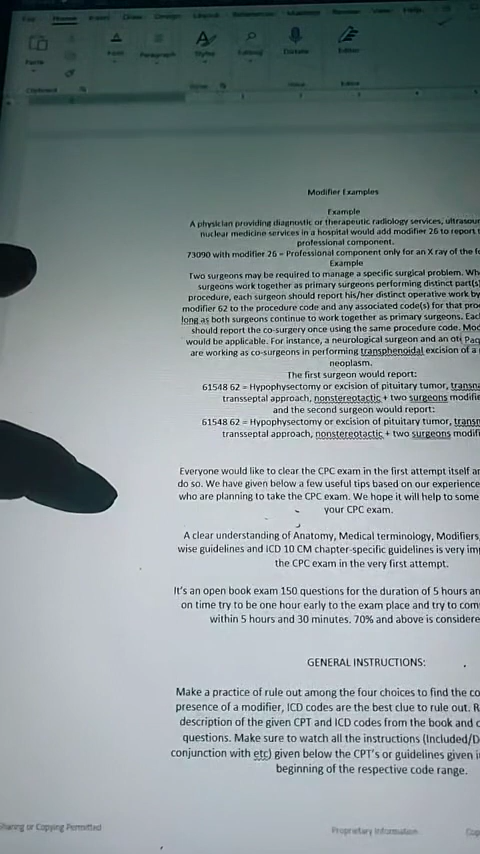 Home
Paste
Font
Paragraph
Styles
Editing
Dictate
Editor
Clipboard
Styles
Voice
Editor
Modifier Examples
Example
A physician providing diagnostic or therapeutic radiology services, ultrasou
nuclear medicine services in a hospital would add modifier 26 to report t
professional component.
73090 with modifier 26 = Professional component only for an X ray of the fo
Example
Two surgeons may be required to manage a specific surgical problem. Wh
surgeons work together as primary surgeons performing distinct part(s)
procedure, each surgeon should report his/her distinct operative work by
modifier 62 to the procedure code and any associated code(s) for that pro
long as both surgeons continue to work together as primary surgeons. Eac
should report the co-surgery once using the same procedure code. Mod
would be applicable. For instance, a neurological surgeon and an ot
are working as co-surgeons in performing transphenoidal excision of a
neoplasm.
The first surgeon would report:
61548 62 = Hypophysectomy or excision of pituitary tumor, transna
transseptal approach, nonstereotactic + two surgeons modifie
and the second surgeon would report:
61548 62 = Hypophysectomy or excision of pituitary tumor, transn
transseptal approach, nonstereotactic + two surgeons modifi
Everyone would like to clear the CPC exam in the first attempt itself an
do so. We have given below a few useful tips based on our experience
who are planning to take the CPC exam. We hope it will help to some
your CPC exam.
A clear understanding of Anatomy, Medical terminology, Modifiers,
wise guidelines and ICD 10 CM chapter-specific guidelines is very im
the CPC exam in the very first attempt.
It's an open book exam 150 questions for the duration of 5 hours an
on time try to be one hour early to the exam place and try to com
within 5 hours and 30 minutes. 70% and above is considere
GENERAL INSTRUCTIONS:
Make a practice of rule out among the four choices to find the co
presence of a modifier, ICD codes are the best clue to rule out. R
description of the given CPT and ICD codes from the book and c
questions. Make sure to watch all the instructions (Included/D
conjunction with etc) given below the CPT's or guidelines given i
beginning of the respective code range.
Sharing or Copying Permitted
Proprietary Information
Cop